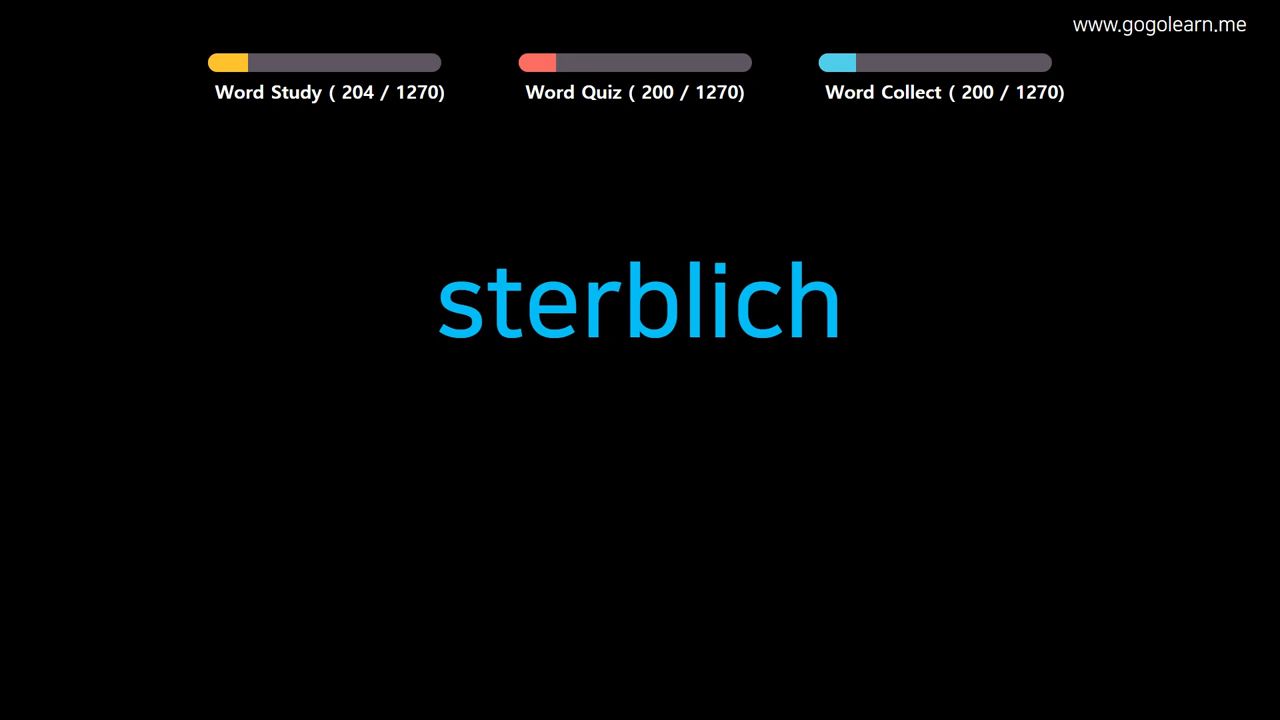 www.gogolearn.me
Word Study ( 204 / 1270)
Word Quiz ( 200 / 1270)
Word Collect ( 200 / 1270)
sterblich